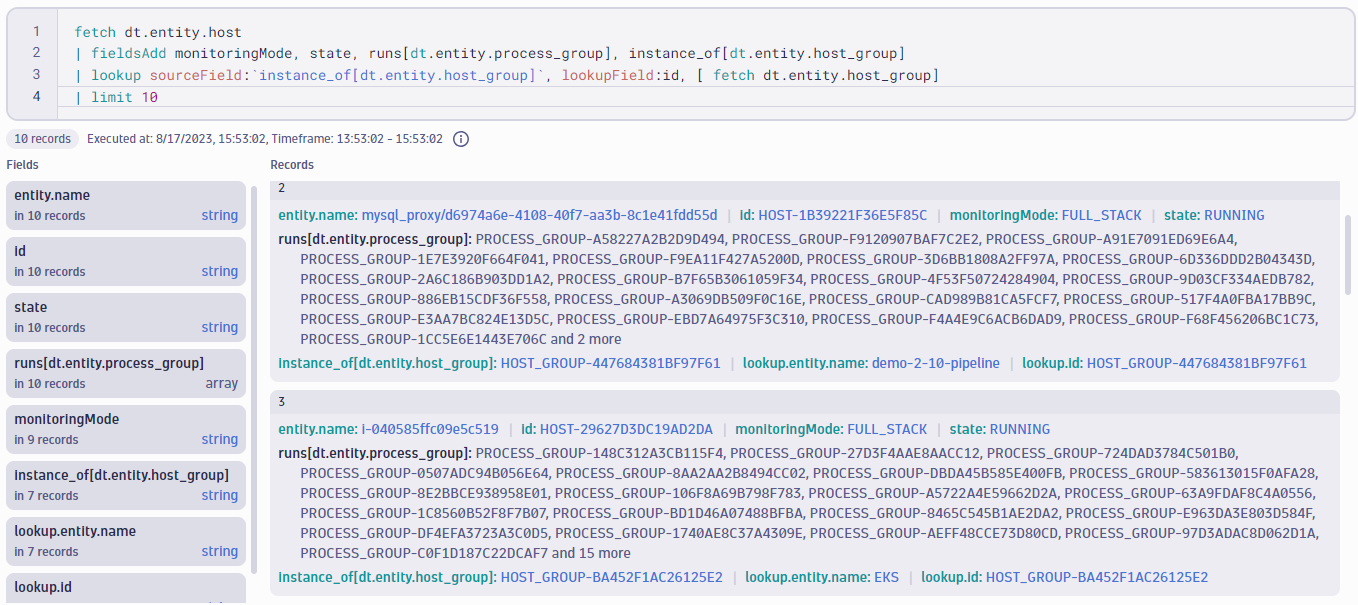 1 fetch dt.entity.host
2 | fieldsAdd monitoringMode, state, runs[dt.entity.process_group], instance_of[dt.entity.host_group]
3 | lookup sourceField:`instance_of[dt.entity.host_group]`, lookupField:id, [ fetch dt.entity.host_group]
4 | limit 10
10 records Executed at: 8/17/2023, 15:53:02, Timeframe: 13:53:02 - 15:53:02
Fields
entity.name
in 10 records string
id
in 10 records string
state
in 10 records string
runs[dt.entity.process_group]
in 10 records array
monitoringMode
in 9 records string
instance_of[dt.entity.host_group]
in 7 records string
lookup.entity.name
in 7 records string
lookup.id
Records
2
entity.name: mysql_proxy/d6974a6e-4108-40f7-aa3b-8c1e41fdd55d | id: HOST-1B39221F36E5F85C | monitoringMode: FULL_STACK | state: RUNNING
runs[dt.entity.process_group]: PROCESS_GROUP-A58227A2B2D9D494, PROCESS_GROUP-F9120907BAF7C2E2, PROCESS_GROUP-A91E7091ED69E6A4,
PROCESS_GROUP-1E7E3920F664F041, PROCESS_GROUP-F9EA11F427A5200D, PROCESS_GROUP-3D6BB1808A2FF97A, PROCESS_GROUP-6D336DDD2B04343D,
PROCESS_GROUP-2A6C186B903DD1A2, PROCESS_GROUP-B7F65B3061059F34, PROCESS_GROUP-4F53F50724284904, PROCESS_GROUP-9D03CF334AEDB782,
PROCESS_GROUP-886EB15CDF36F558, PROCESS_GROUP-A3069DB509F0C16E, PROCESS_GROUP-CAD989B81CA5FCF7, PROCESS_GROUP-517F4A0FBA17BB9C,
PROCESS_GROUP-E3AA7BC824E13D5C, PROCESS_GROUP-EBD7A64975F3C310, PROCESS_GROUP-F4A4E9C6ACB6DAD9, PROCESS_GROUP-F68F456206BC1C73,
PROCESS_GROUP-1CC5E6E1443E706C and 2 more
instance_of[dt.entity.host_group]: HOST_GROUP-447684381BF97F61 | lookup.entity.name: demo-2-10-pipeline | lookup.id: HOST_GROUP-447684381BF97F61
3
entity.name: i-040585ffc09e5c519 | id: HOST-29627D3DC19AD2DA | monitoringMode: FULL_STACK | state: RUNNING
runs[dt.entity.process_group]: PROCESS_GROUP-148C312A3CB115F4, PROCESS_GROUP-27D3F4AAE8AACC12, PROCESS_GROUP-724DAD3784C501B0,
PROCESS_GROUP-0507ADC94B056E64, PROCESS_GROUP-8AA2AA2B8494CC02, PROCESS_GROUP-DBDA45B585E400FB, PROCESS_GROUP-583613015F0AFA28,
PROCESS_GROUP-8E2BBCE938958E01, PROCESS_GROUP-106F8A69B798F783, PROCESS_GROUP-A5722A4E59662D2A, PROCESS_GROUP-63A9FDAF8C4A0556,
PROCESS_GROUP-1C8560B52F8F7B07, PROCESS_GROUP-BD1D46A07488BFBA, PROCESS_GROUP-8465C545B1AE2DA2, PROCESS_GROUP-E963DA3E803D584F,
PROCESS_GROUP-DF4EFA3723A3C0D5, PROCESS_GROUP-1740AE8C37A4309E, PROCESS_GROUP-AEFF48CCE73D80CD, PROCESS_GROUP-97D3ADAC8D062D1A,
PROCESS_GROUP-C0F1D187C22DCAF7 and 15 more
instance_of[dt.entity.host_group]: HOST_GROUP-BA452F1AC26125E2 | lookup.entity.name: EKS | lookup.id: HOST_GROUP-BA452F1AC26125E2